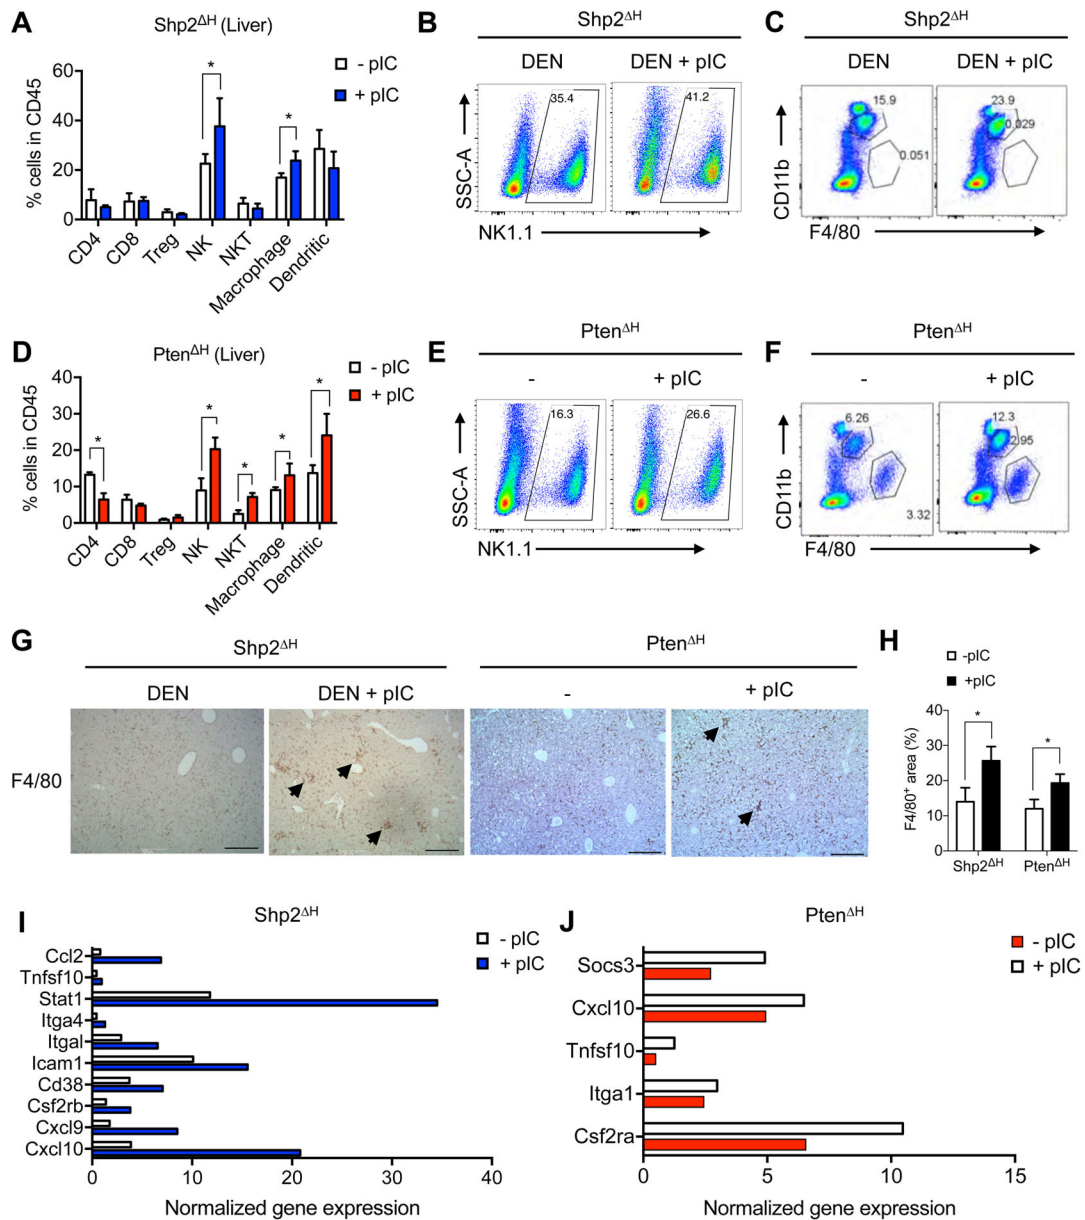 A
Shp2ΔH (Liver)
% cells in CD45
60
40
20
0
- pIC
+ pIC
*
*
CD4
CD8
Treg
NK
NKT
Macrophage
Dendritic
B
Shp2ΔH
DEN
DEN + pIC
SSC-A
35.4
41.2
NK1.1
C
Shp2ΔH
DEN
DEN + pIC
CD11b
15.9
0.051
23.9
0.029
F4/80
D
PtenΔH (Liver)
% cells in CD45
40
30
20
10
0
- pIC
+ pIC
*
*
*
*
*
CD4
CD8
Treg
NK
NKT
Macrophage
Dendritic
E
PtenΔH
-
+ pIC
SSC-A
16.3
26.6
NK1.1
F
PtenΔH
-
+ pIC
CD11b
6.26
3.32
12.3
2.95
F4/80
G
Shp2ΔH
PtenΔH
DEN
DEN + pIC
-
+ pIC
F4/80
H
-pIC
+pIC
F4/80+ area (%)
40
30
20
10
0
*
*
Shp2ΔH
PtenΔH
I
Shp2ΔH
- pIC
+ pIC
Ccl2
Tnfsf10
Stat1
Itga4
Itgal
Icam1
Cd38
Csf2rb
Cxcl9
Cxcl10
0
10
20
30
40
Normalized gene expression
J
PtenΔH
- pIC
+ pIC
Socs3
Cxcl10
Tnfsf10
Itga1
Csf2ra
0
5
10
15
Normalized gene expression